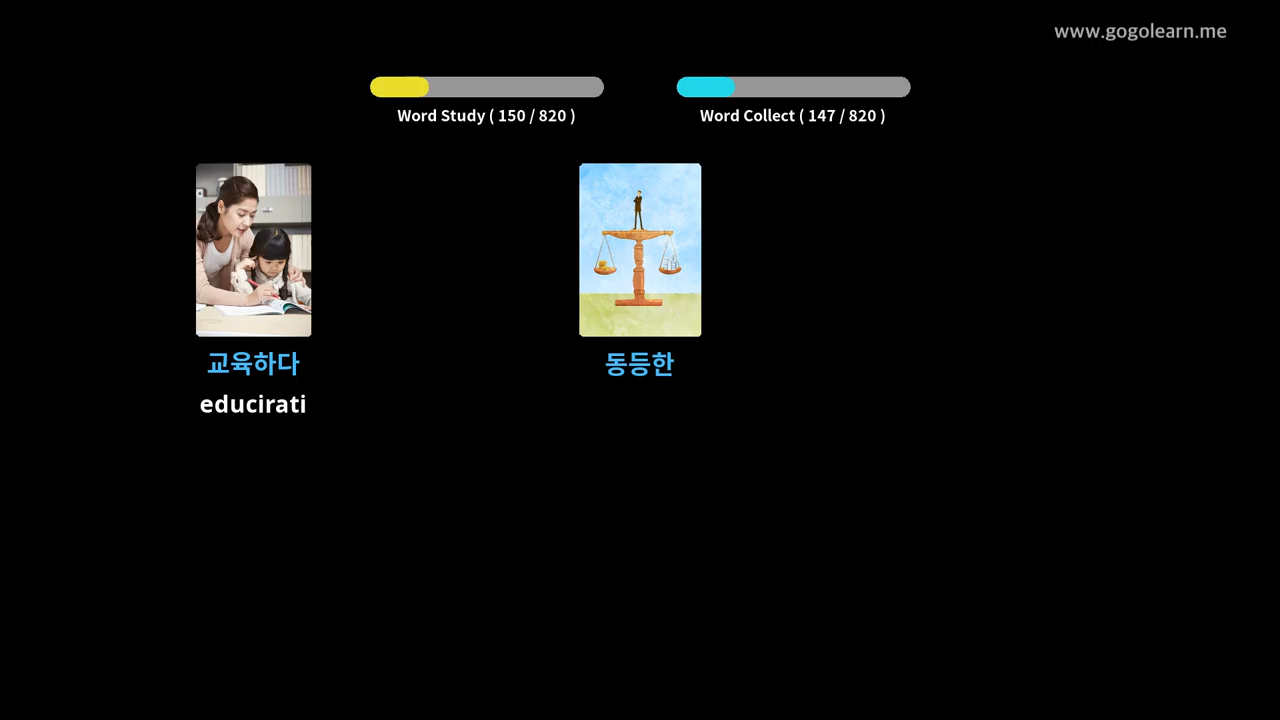 www.gogolearn.me
Word Study ( 150 / 820 )
Word Collect ( 147 / 820 )
교육하다
educirati
동등한